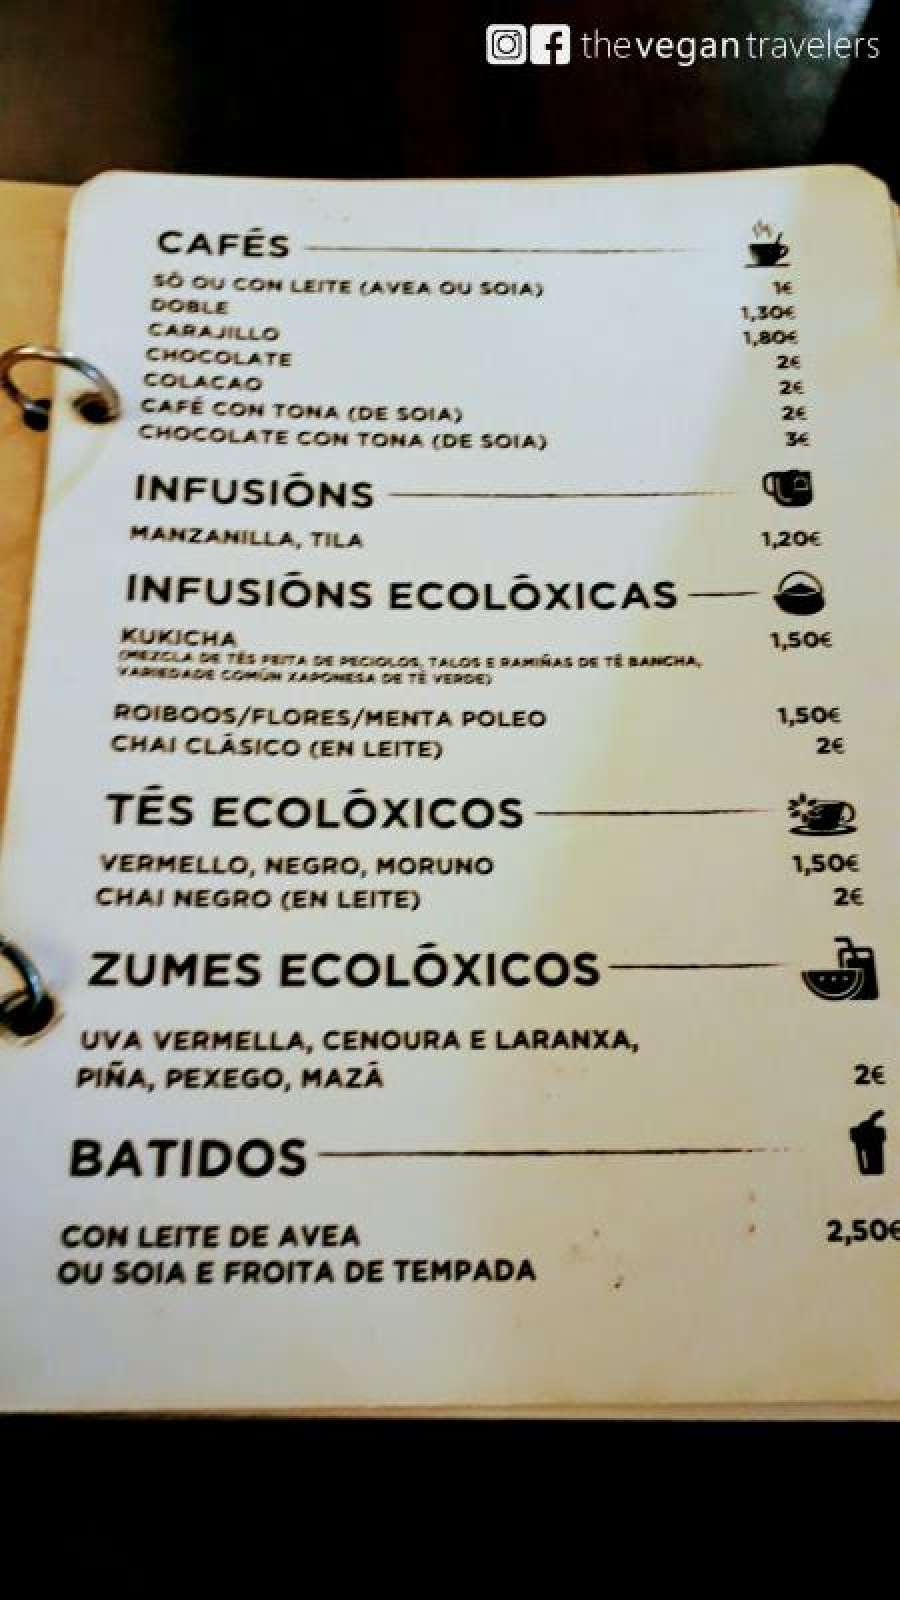 thevegantravelers
CAFÉS
SÓ OU CON LEITE (AVEA OU SOIA) 1€
DOBLE 1,30€
CARAJILLO 1,80€
CHOCOLATE 2€
COLACAO 2€
CAFÉ CON TONA (DE SOIA) 2€
CHOCOLATE CON TONA (DE SOIA) 3€
INFUSIÓNS
MANZANILLA, TILA 1,20€
INFUSIÓNS ECOLÓXICAS
KUKICHA 1,50€
(MEZCLA DE TÉS FEITA DE PECIOLOS, TALOS E RAMIÑAS DE TÉ BANCHA,
VARIEDADE COMÚN XAPONESA DE TÉ VERDE)
ROIBOOS/FLORES/MENTA POLEO 1,50€
CHAI CLÁSICO (EN LEITE) 2€
TÉS ECOLÓXICOS
VERMELLO, NEGRO, MORUNO 1,50€
CHAI NEGRO (EN LEITE) 2€
ZUMES ECOLÓXICOS
UVA VERMELLA, CENOURA E LARANXA,
PIÑA, PEXEGO, MAZÁ 2€
BATIDOS
CON LEITE DE AVEA 2,50€
OU SOIA E FROITA DE TEMPADA